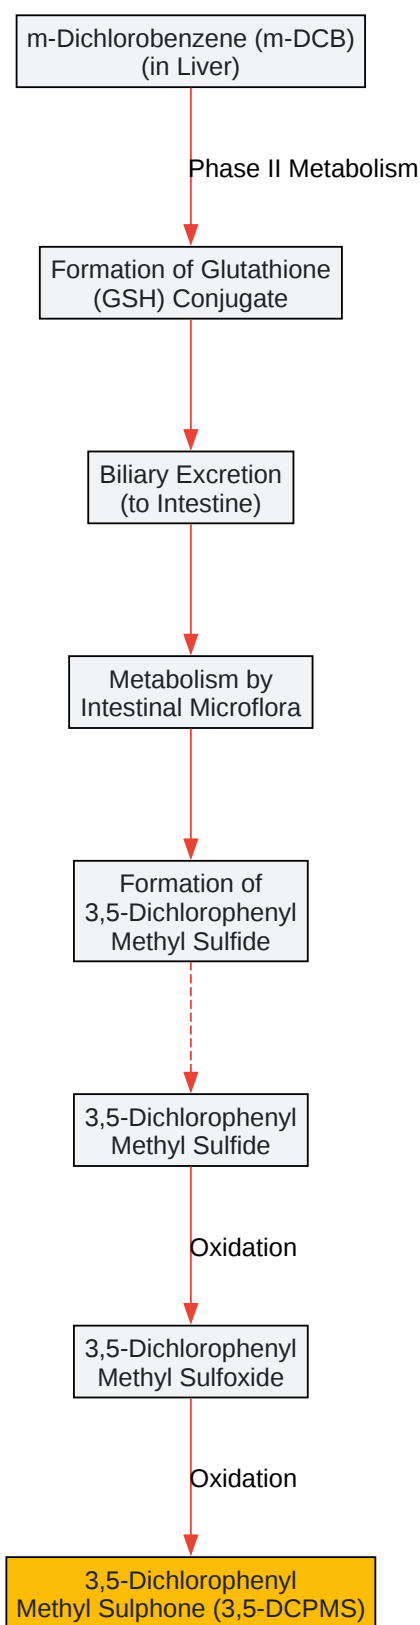 m-Dichlorobenzene (m-DCB)
(in Liver)
Phase II Metabolism
Formation of Glutathione
(GSH) Conjugate
Biliary Excretion
(to Intestine)
Metabolism by
Intestinal Microflora
Formation of
3,5-Dichlorophenyl
Methyl Sulfide
3,5-Dichlorophenyl
Methyl Sulfide
Oxidation
3,5-Dichlorophenyl
Methyl Sulfoxide
Oxidation
3,5-Dichlorophenyl
Methyl Sulphone (3,5-DCPMS)